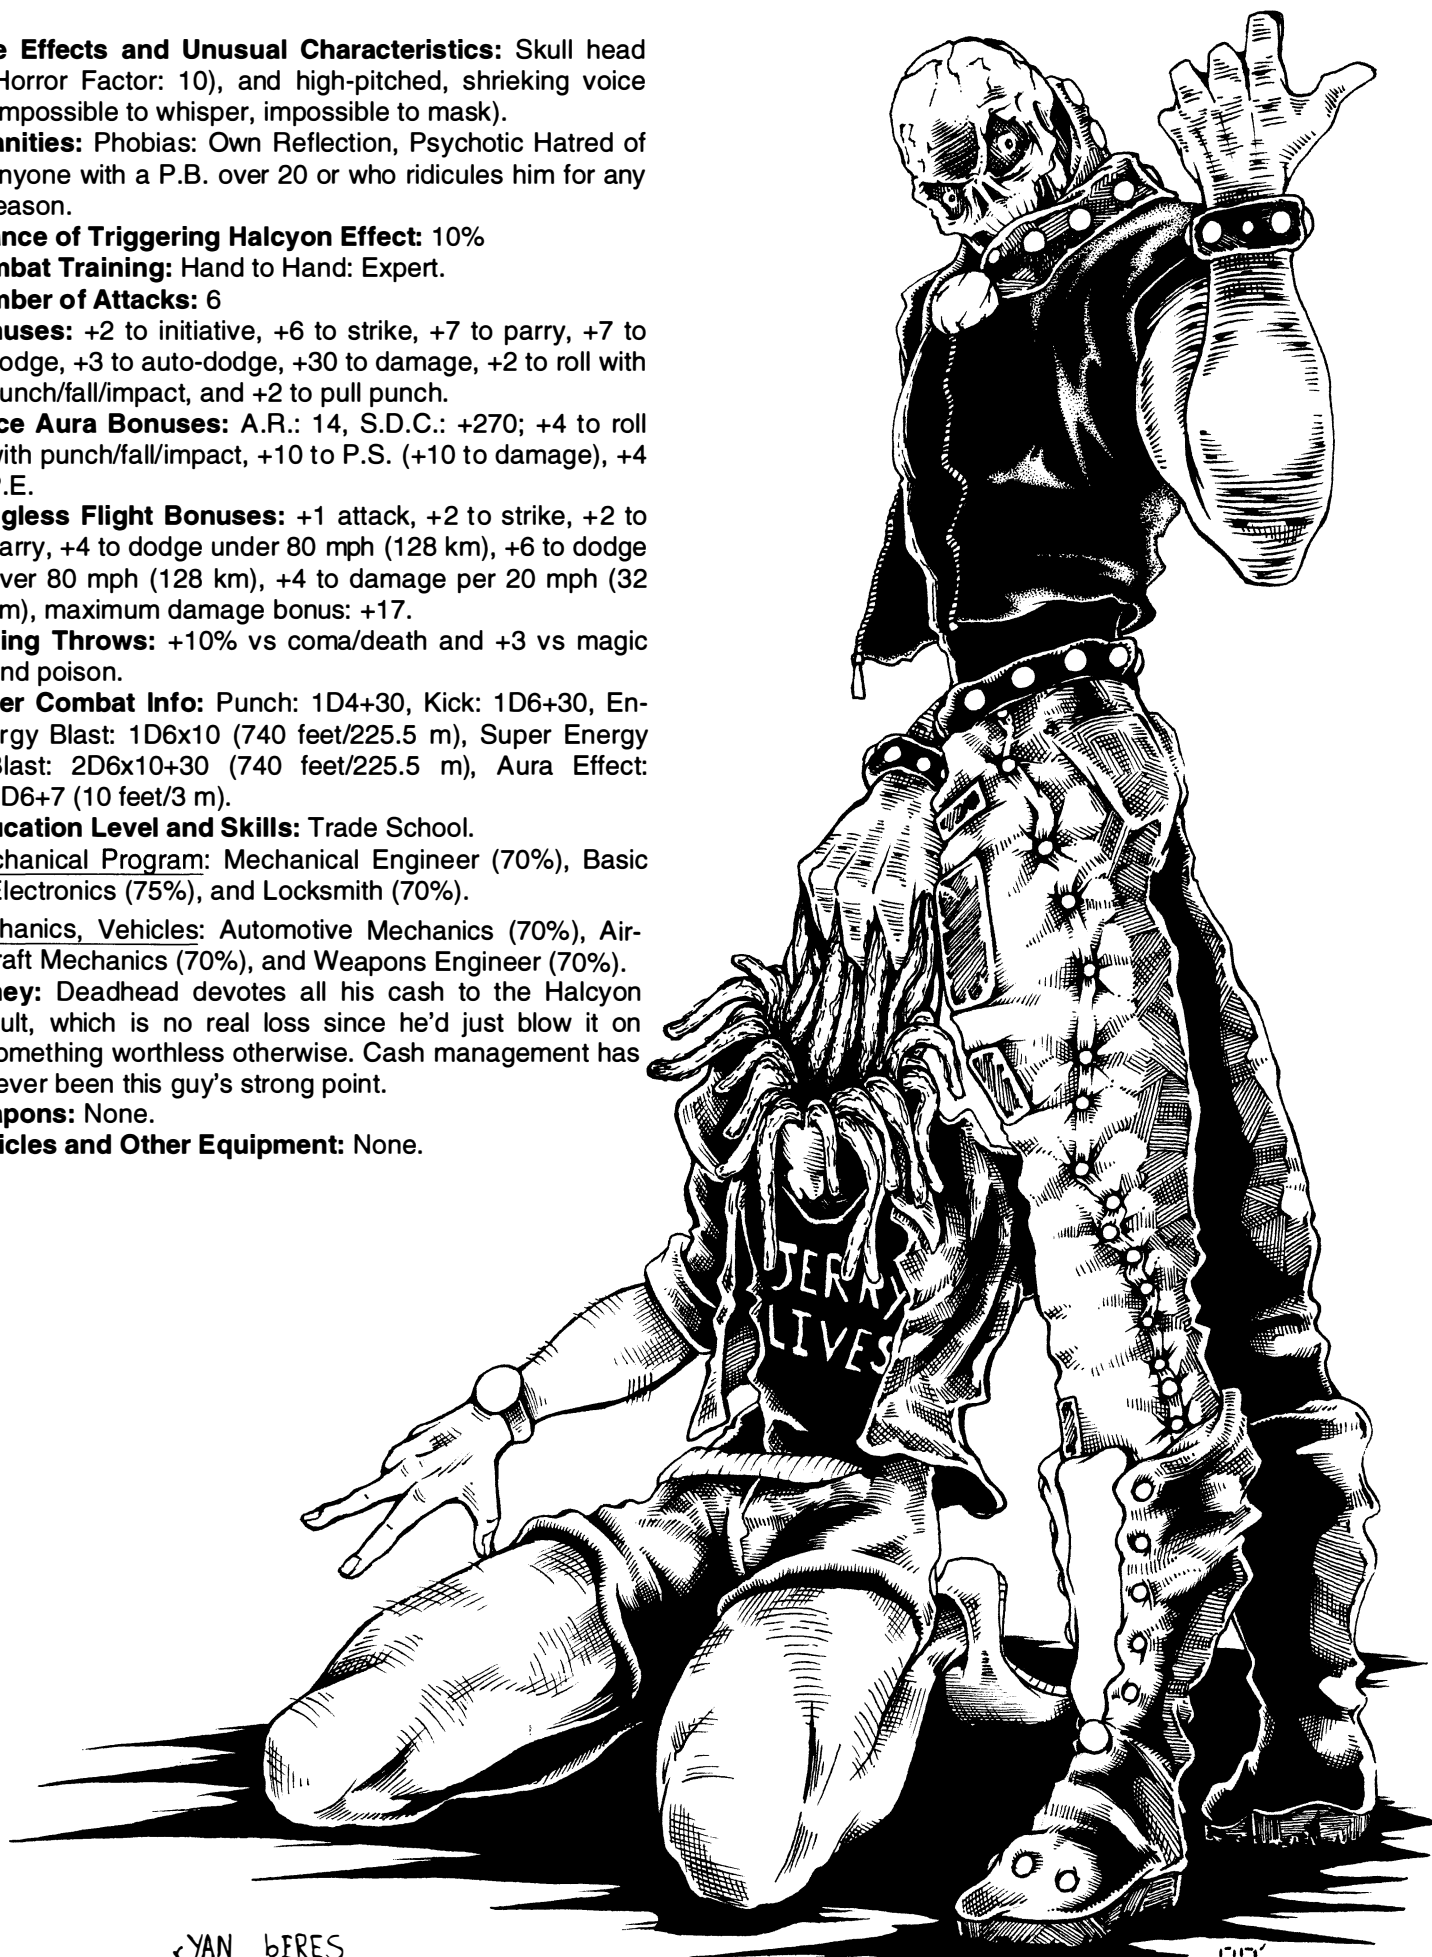 e Effects and Unusual Characteristics: Skull head
Horror Factor: 10), and high-pitched, shrieking voice
mpossible to whisper, impossible to mask).
nnities: Phobias: Own Reflection, Psychotic Hatred of
nyone with a P.B. over 20 or who ridicules him for any
eason.
ance of Triggering Halcyon Effect: 10%
mbat Training: Hand to Hand: Expert.
mber of Attacks: 6
nuses: +2 to initiative, +6 to strike, +7 to parry, +7 to
odge, +3 to auto-dodge, +30 to damage, +2 to roll with
unch/fall/impact, and +2 to pull punch.
ce Aura Bonuses: A.R.: 14, S.D.C.: +270; +4 to roll
with punch/fall/impact, +10 to P.S. (+10 to damage), +4
P.E.
gless Flight Bonuses: +1 attack, +2 to strike, +2 to
arry, +4 to dodge under 80 mph (128 km), +6 to dodge
ver 80 mph (128 km), +4 to damage per 20 mph (32
m), maximum damage bonus: +17.
ing Throws: +10% vs coma/death and +3 vs magic
nd poison.
er Combat Info: Punch: 1D4+30, Kick: 1D6+30, En-
rgy Blast: 1D6x10 (740 feet/225.5 m), Super Energy
Blast: 2D6x10+30 (740 feet/225.5 m), Aura Effect:
D6+7 (10 feet/3 m).
ucation Level and Skills: Trade School.
chanical Program: Mechanical Engineer (70%), Basic
Electronics (75%), and Locksmith (70%).
hanics, Vehicles: Automotive Mechanics (70%), Air-
raft Mechanics (70%), and Weapons Engineer (70%).
ney: Deadhead devotes all his cash to the Halcyon
ult, which is no real loss since he'd just blow it on
omething worthless otherwise. Cash management has
ever been this guy's strong point.
apons: None.
icles and Other Equipment: None.
JERRY
LIVES
YAN bERES